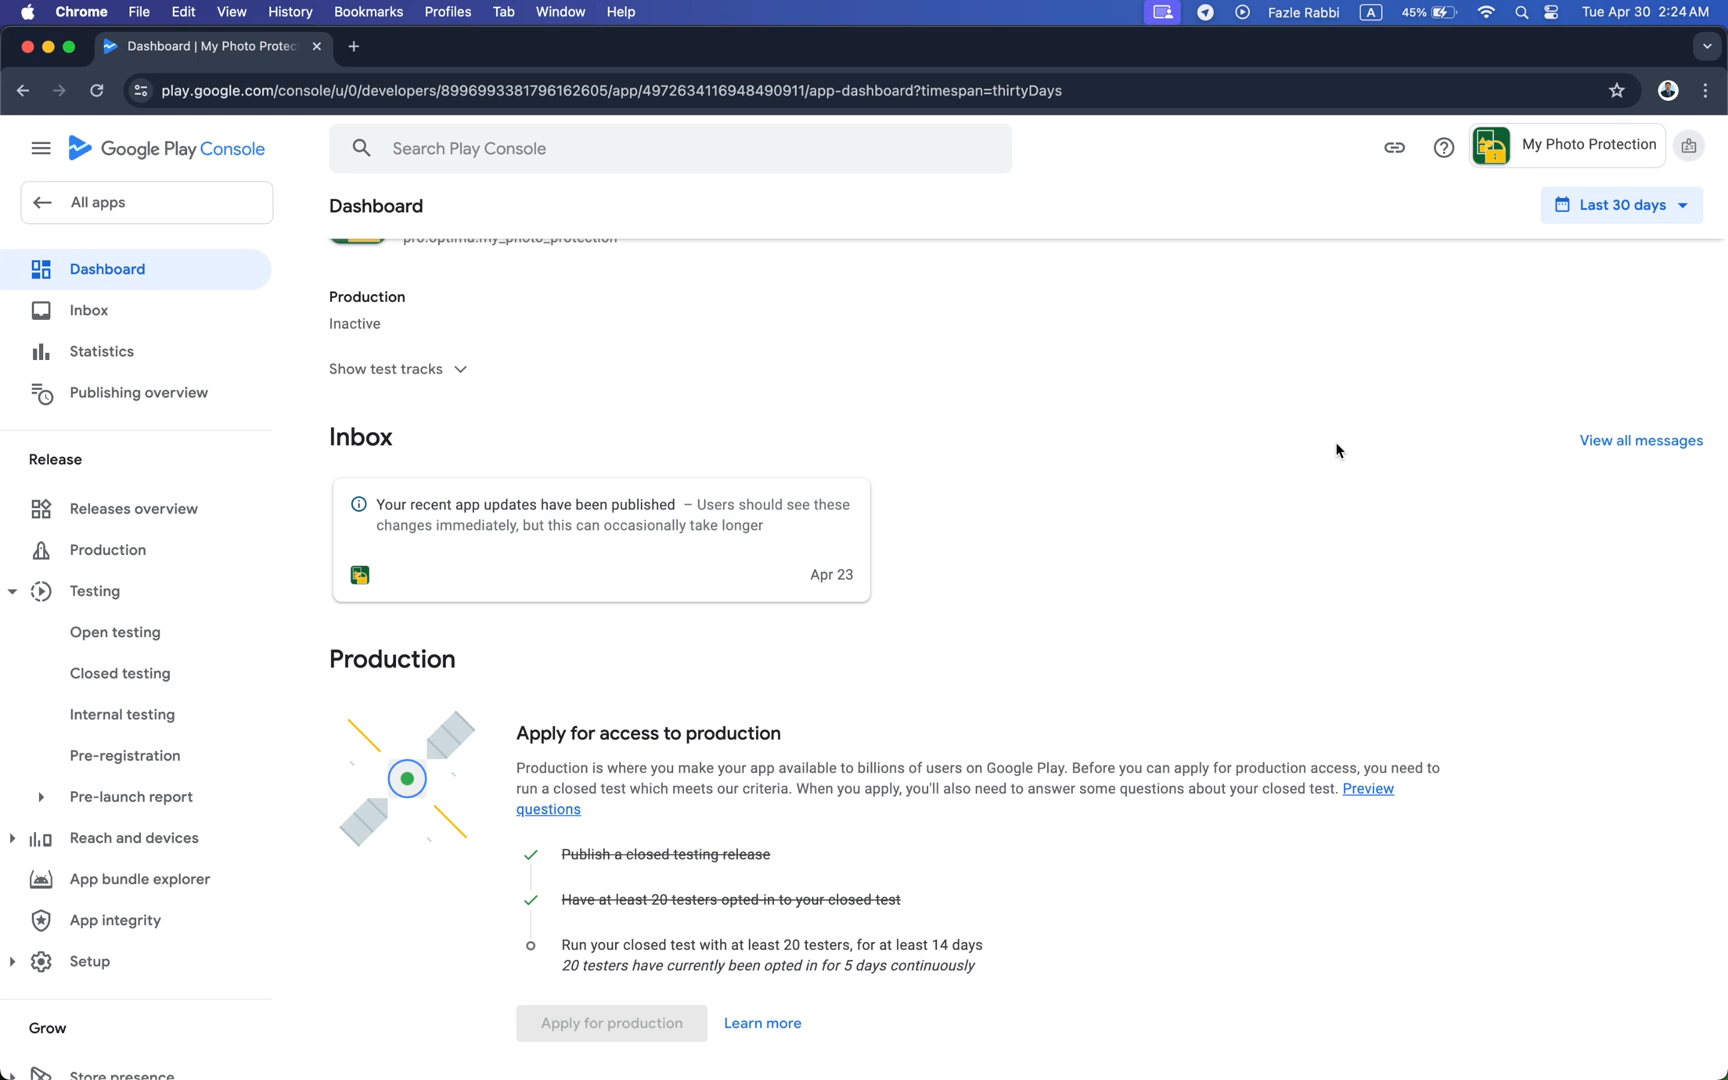 Chrome File Edit View History Bookmarks Profiles Tab Window Help Fazle Rabbi A 45% Tue Apr 30 2:24 AM
Dashboard | My Photo Protec
play.google.com/console/u/0/developers/8996993381796162605/app/4972634116948490911/app-dashboard?timespan=thirtyDays
Google Play Console
Search Play Console
My Photo Protection
All apps
Dashboard
Last 30 days
Dashboard
Inbox
Statistics
Publishing overview
Release
Releases overview
Production
Testing
Open testing
Closed testing
Internal testing
Pre-registration
Pre-launch report
Reach and devices
App bundle explorer
App integrity
Setup
Grow
Store presence
pro.optima.my_photo_protection
Production
Inactive
Show test tracks
Inbox
View all messages
Your recent app updates have been published – Users should see these
changes immediately, but this can occasionally take longer
Apr 23
Production
Apply for access to production
Production is where you make your app available to billions of users on Google Play. Before you can apply for production access, you need to
run a closed test which meets our criteria. When you apply, you'll also need to answer some questions about your closed test. Preview
questions
Publish a closed testing release
Have at least 20 testers opted in to your closed test
Run your closed test with at least 20 testers, for at least 14 days
20 testers have currently been opted in for 5 days continuously
Apply for production
Learn more